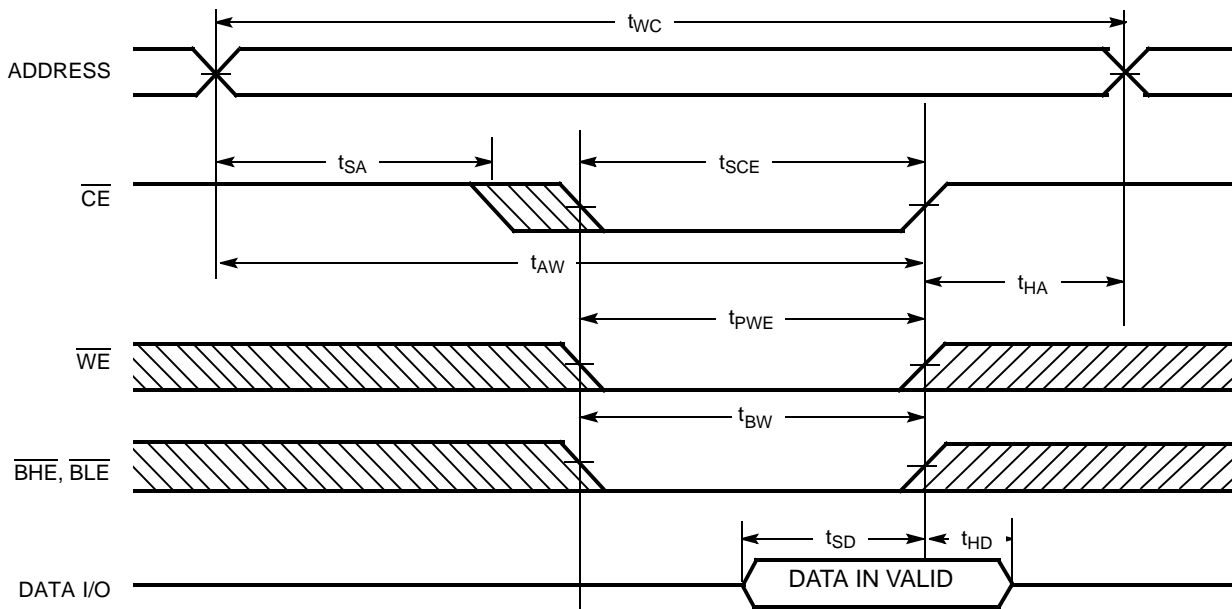 tWC
ADDRESS
tSA
tSCE
CE
tAW
tHA
tPWE
WE
tBW
BHE, BLE
tSD
tHD
DATA I/O
DATA IN VALID